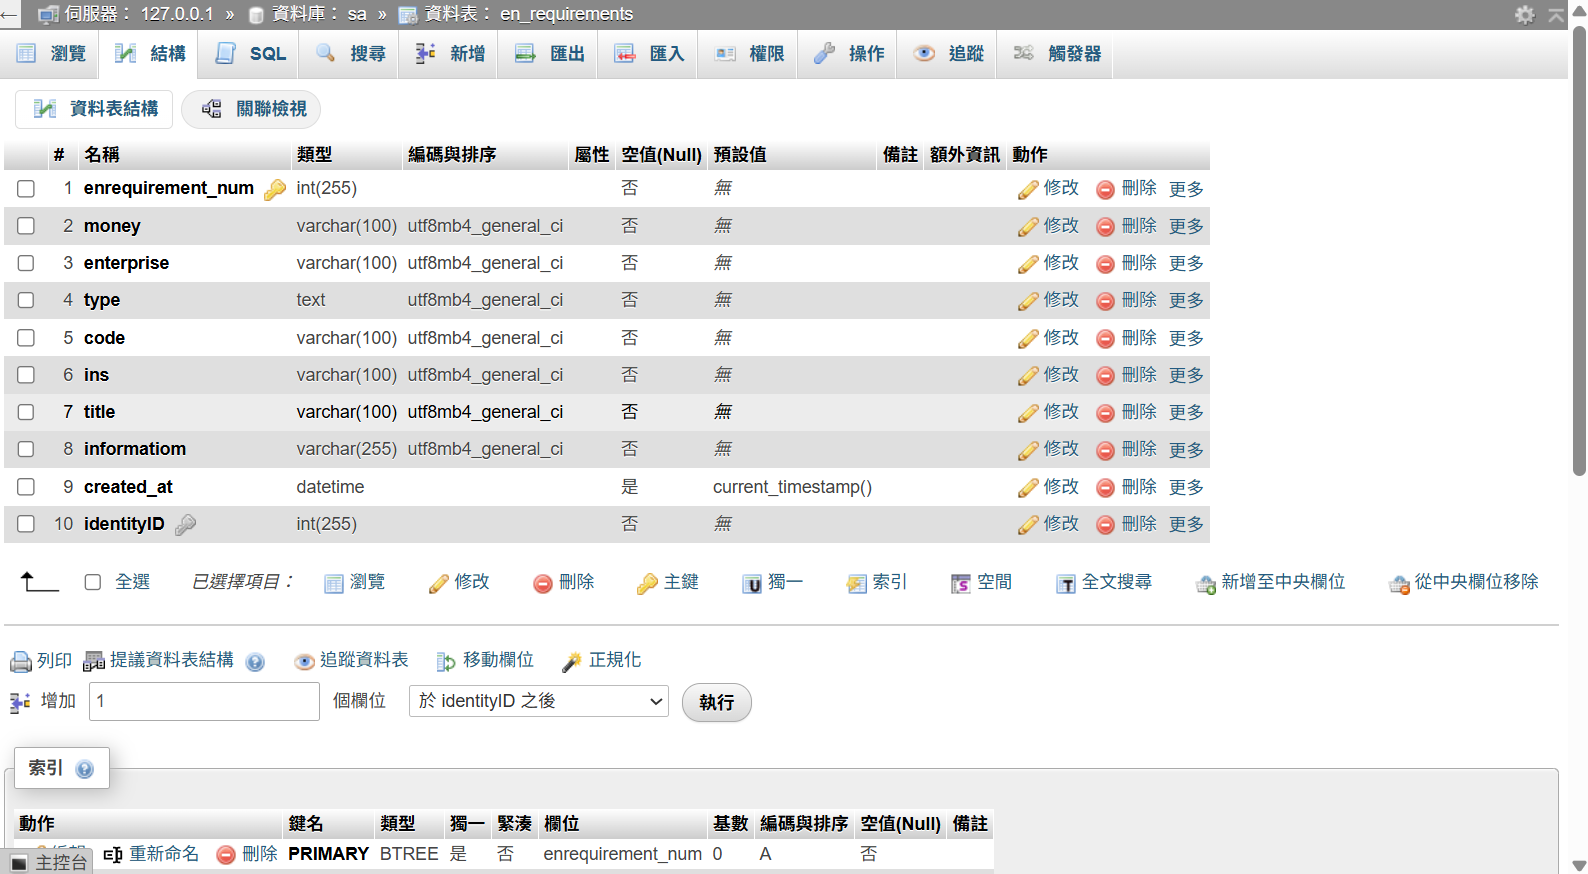 伺服器： 127.0.0.1 » 資料庫： sa » 資料表： en_requirements
瀏覽 結構 SQL 搜尋 新增 匯出 匯入 權限 操作 追蹤 觸發器
資料表結構 關聯檢視
# 名稱 類型 編碼與排序 屬性 空值(Null) 預設值 備註 額外資訊 動作
1 enrequirement_num int(255) 否 無 修改 刪除 更多
2 money varchar(100) utf8mb4_general_ci 否 無 修改 刪除 更多
3 enterprise varchar(100) utf8mb4_general_ci 否 無 修改 刪除 更多
4 type text utf8mb4_general_ci 否 無 修改 刪除 更多
5 code varchar(100) utf8mb4_general_ci 否 無 修改 刪除 更多
6 ins varchar(100) utf8mb4_general_ci 否 無 修改 刪除 更多
7 title varchar(100) utf8mb4_general_ci 否 無 修改 刪除 更多
8 informatiom varchar(255) utf8mb4_general_ci 否 無 修改 刪除 更多
9 created_at datetime 是 current_timestamp() 修改 刪除 更多
10 identityID int(255) 否 無 修改 刪除 更多
全選 已選擇項目： 瀏覽 修改 刪除 主鍵 獨一 索引 空間 全文搜尋 新增至中央欄位 從中央欄位移除
列印 提議資料表結構 追蹤資料表 移動欄位 正規化
增加 1 個欄位 於 identityID 之後 執行
索引
動作 鍵名 類型 獨一 緊湊 欄位 基數 編碼與排序 空值(Null) 備註
重新命名 刪除 PRIMARY BTREE 是 否 enrequirement_num 0 A 否
主控台